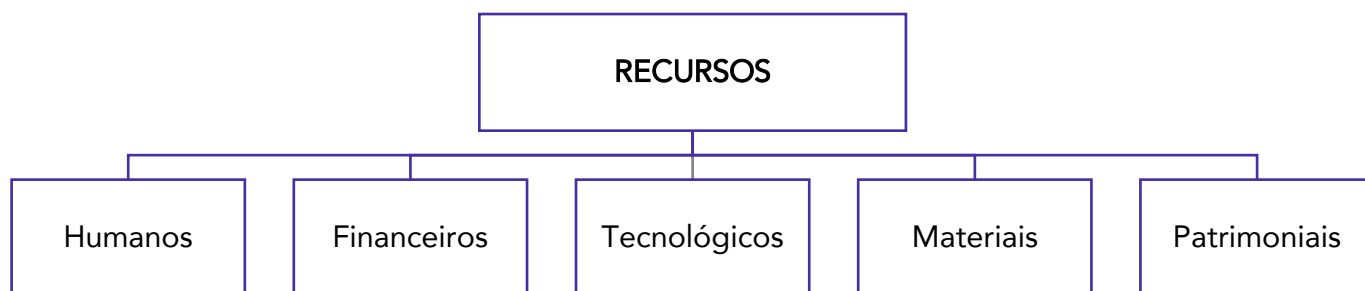 RECURSOS
Humanos
Financeiros
Tecnológicos
Materiais
Patrimoniais